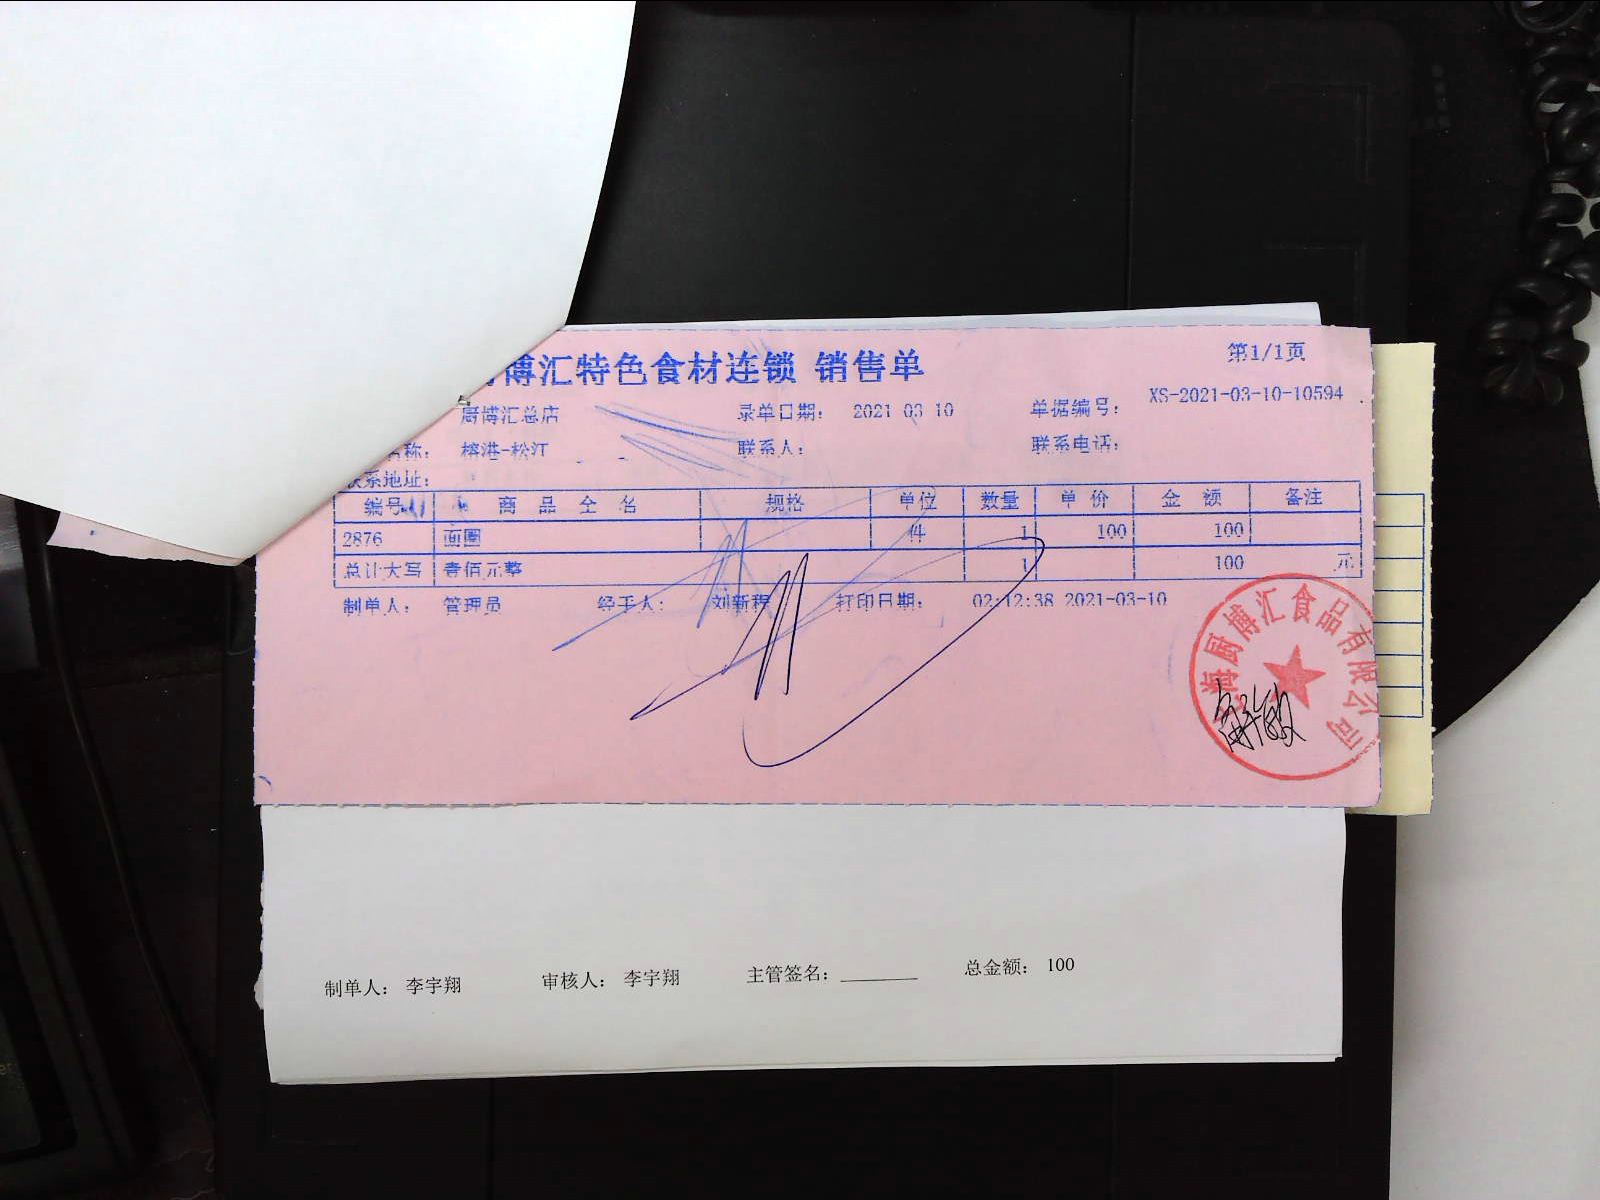 博汇特色食材连锁 销售单
第1/1页
厨博汇总店 录单日期: 2021 03 10 单据编号: XS-2021-03-10-10594
称: 榕港-松江 联系人: 联系电话:
联系地址:
编号 商品全名 规格 单位 数量 单价 金额 备注
2876 面團 件 1 100 100
总计大写 壹佰元整 1 100 元
制单人: 管理员 经手人: 刘新程 打印日期: 02:12:38 2021-03-10
海厨博汇食品有限公司
制单人: 李宇翔 审核人: 李宇翔 主管签名: 总金额: 100